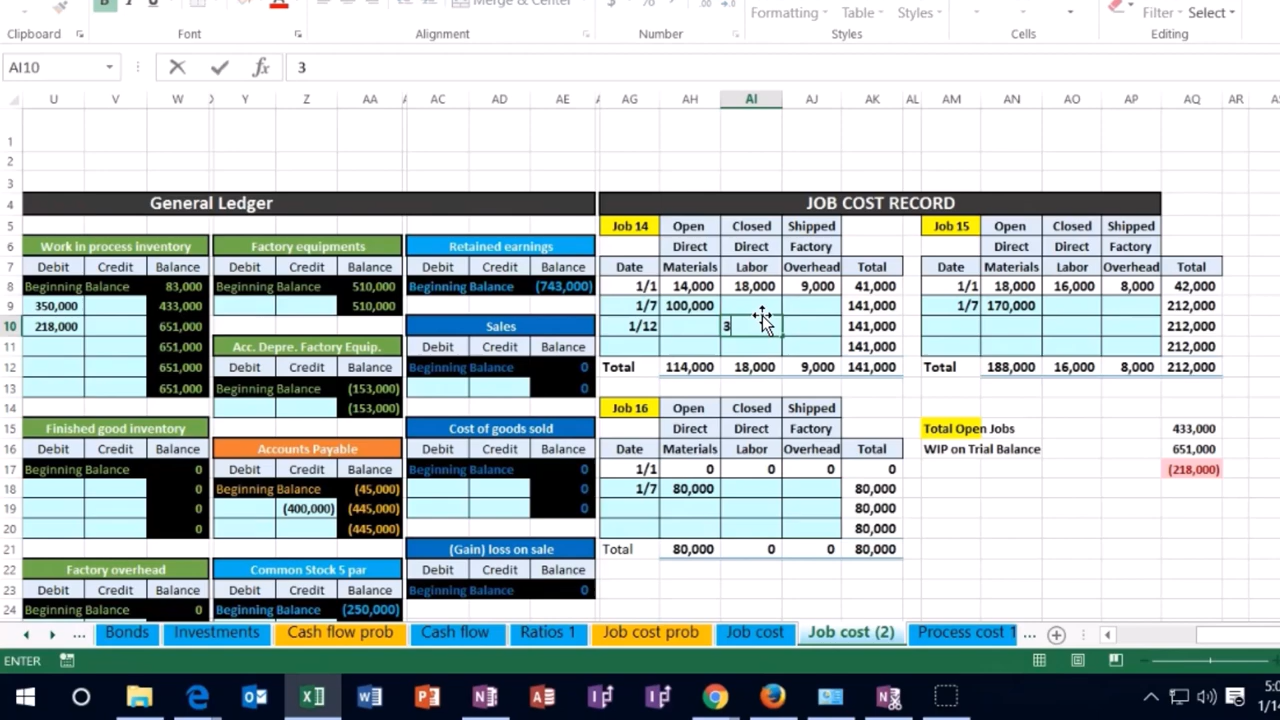 Merge & Center
Formatting Table Styles
Filter Select
Clipboard Font Alignment Number Styles Cells Editing
AI10 fx 3
U V W Y Z AA AC AD AE AG AH AI AJ AK AL AM AN AO AP AQ AR
1
2
3
4 General Ledger JOB COST RECORD
5 Job 14 Open Closed Shipped Job 15 Open Closed Shipped
6 Work in process inventory Factory equipments Retained earnings Direct Direct Factory Direct Direct Factory
7 Debit Credit Balance Debit Credit Balance Debit Credit Balance Date Materials Labor Overhead Total Date Materials Labor Overhead Total
8 Beginning Balance 83,000 Beginning Balance 510,000 Beginning Balance (743,000) 1/1 14,000 18,000 9,000 41,000 1/1 18,000 16,000 8,000 42,000
9 350,000 433,000 510,000 1/7 100,000 141,000 1/7 170,000 212,000
10 218,000 651,000 Sales 1/12 3 141,000 212,000
11 651,000 Acc. Depre. Factory Equip. Debit Credit Balance 141,000 212,000
12 651,000 Debit Credit Balance Beginning Balance 0 Total 114,000 18,000 9,000 141,000 Total 188,000 16,000 8,000 212,000
13 651,000 Beginning Balance (153,000) 0
14 (153,000) 0 Job 16 Open Closed Shipped
15 Finished good inventory Cost of goods sold Direct Direct Factory Total Open Jobs 433,000
16 Debit Credit Balance Accounts Payable Debit Credit Balance Date Materials Labor Overhead Total WIP on Trial Balance 651,000
17 Beginning Balance 0 Debit Credit Balance Beginning Balance 0 1/1 0 0 0 0 (218,000)
18 0 Beginning Balance (45,000) 0 1/7 80,000 80,000
19 0 (400,000) (445,000) 0 80,000
20 0 (445,000) 80,000
21 (Gain) loss on sale Total 80,000 0 0 80,000
22 Factory overhead Common Stock 5 par Debit Credit Balance
23 Debit Credit Balance Debit Credit Balance Beginning Balance 0
24 Beginning Balance 0 Beginning Balance (250,000)
... Bonds Investments Cash flow prob Cash flow Ratios 1 Job cost prob Job cost Job cost (2) Process cost 1 ...
ENTER
5:0
1/14